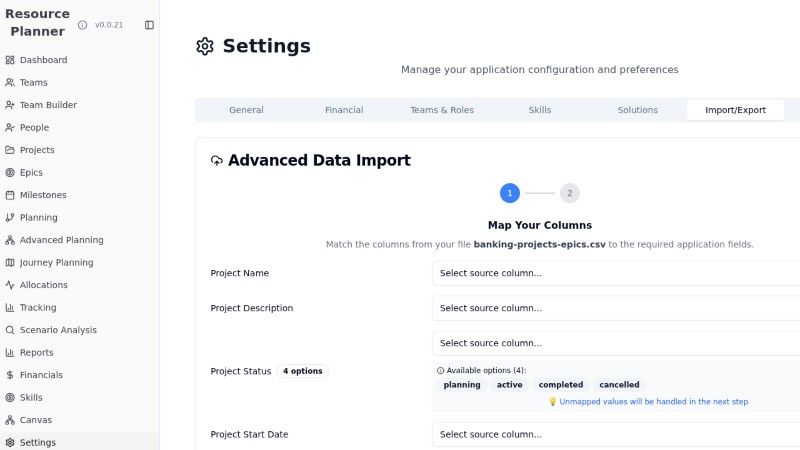 Resource
Planner
v0.0.21
Dashboard
Teams
Team Builder
People
Projects
Epics
Milestones
Planning
Advanced Planning
Journey Planning
Allocations
Tracking
Scenario Analysis
Reports
Financials
Skills
Canvas
Settings
Settings
Manage your application configuration and preferences
General Financial Teams & Roles Skills Solutions Import/Export
Advanced Data Import
1 2
Map Your Columns
Match the columns from your file banking-projects-epics.csv to the required application fields.
Project Name Select source column...
Project Description Select source column...
Select source column...
Project Status 4 options
Available options (4):
planning active completed cancelled
💡 Unmapped values will be handled in the next step
Project Start Date Select source column...